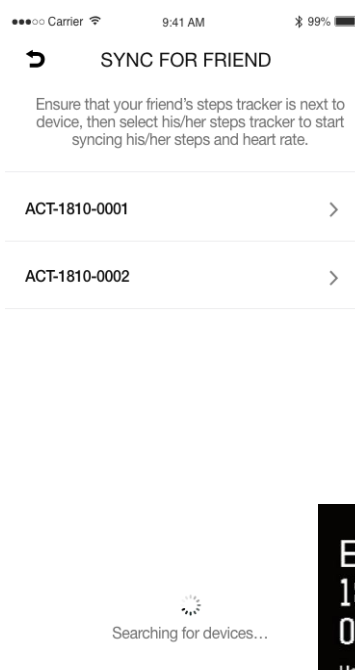 Carrier 9:41 AM 99%
SYNC FOR FRIEND
Ensure that your friend's steps tracker is next to
device, then select his/her steps tracker to start
syncing his/her steps and heart rate.
ACT-1810-0001
ACT-1810-0002
Searching for devices...